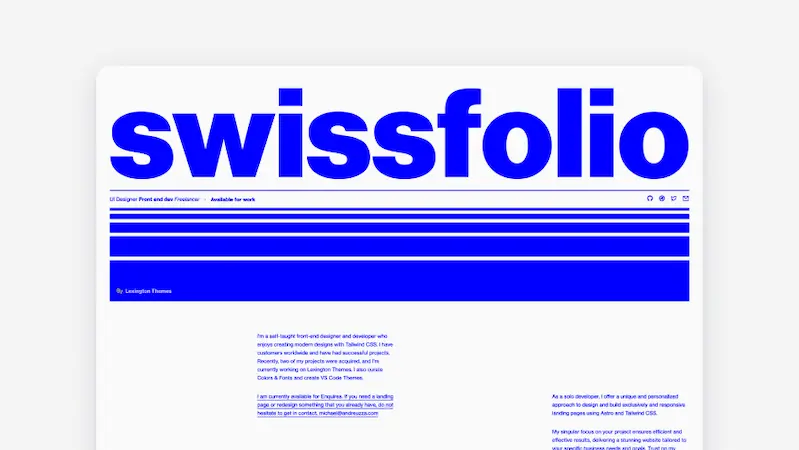 swissfolio
UI Designer Front end dev Freelancer - Available for work
By Lexington Themes
I'm a self-taught front-end designer and developer who
enjoys creating modern designs with Tailwind CSS. I have
customers worldwide and have had successful projects.
Recently, two of my projects were acquired, and I'm
currently working on Lexington Themes. I also curate
Colors & Fonts and create VS Code Themes.
I am currently available for Enquires. If you need a landing
page or redesign something that you already have, do not
hesitate to get in contact. michael@andreuzza.com
As a solo developer, I offer a unique and personalized
approach to design and build exclusively and responsive
landing pages using Astro and Tailwind CSS.
My singular focus on your project ensures efficient and
effective results, delivering a stunning website tailored to
your specific business needs and goals. Trust on my